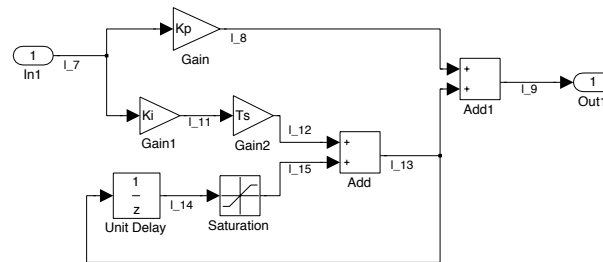 Kp
l_8
Gain
1
In1
l_7
+
+
Add1
l_9
1
Out1
Ki
Gain1
l_11
Ts
Gain2
l_12
+
+
Add
l_13
l_15
1
z
Unit Delay
l_14
Saturation